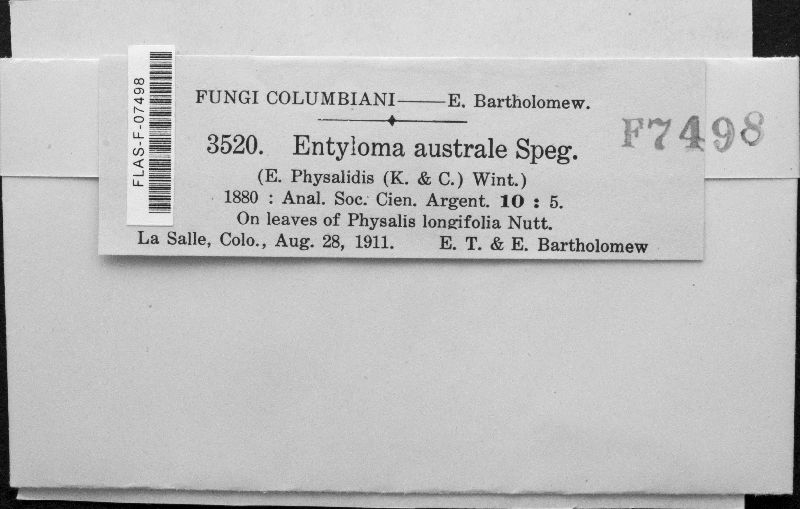 FUNGI COLUMBIANI——E. Bartholomew.
F7498
3520. Entyloma australe Speg.
(E. Physalidis (K. & C.) Wint.)
1880 : Anal. Soc. Cien. Argent. 10 : 5.
On leaves of Physalis longifolia Nutt.
La Salle, Colo., Aug. 28, 1911. E. T. & E. Bartholomew
FLAS-F-07498